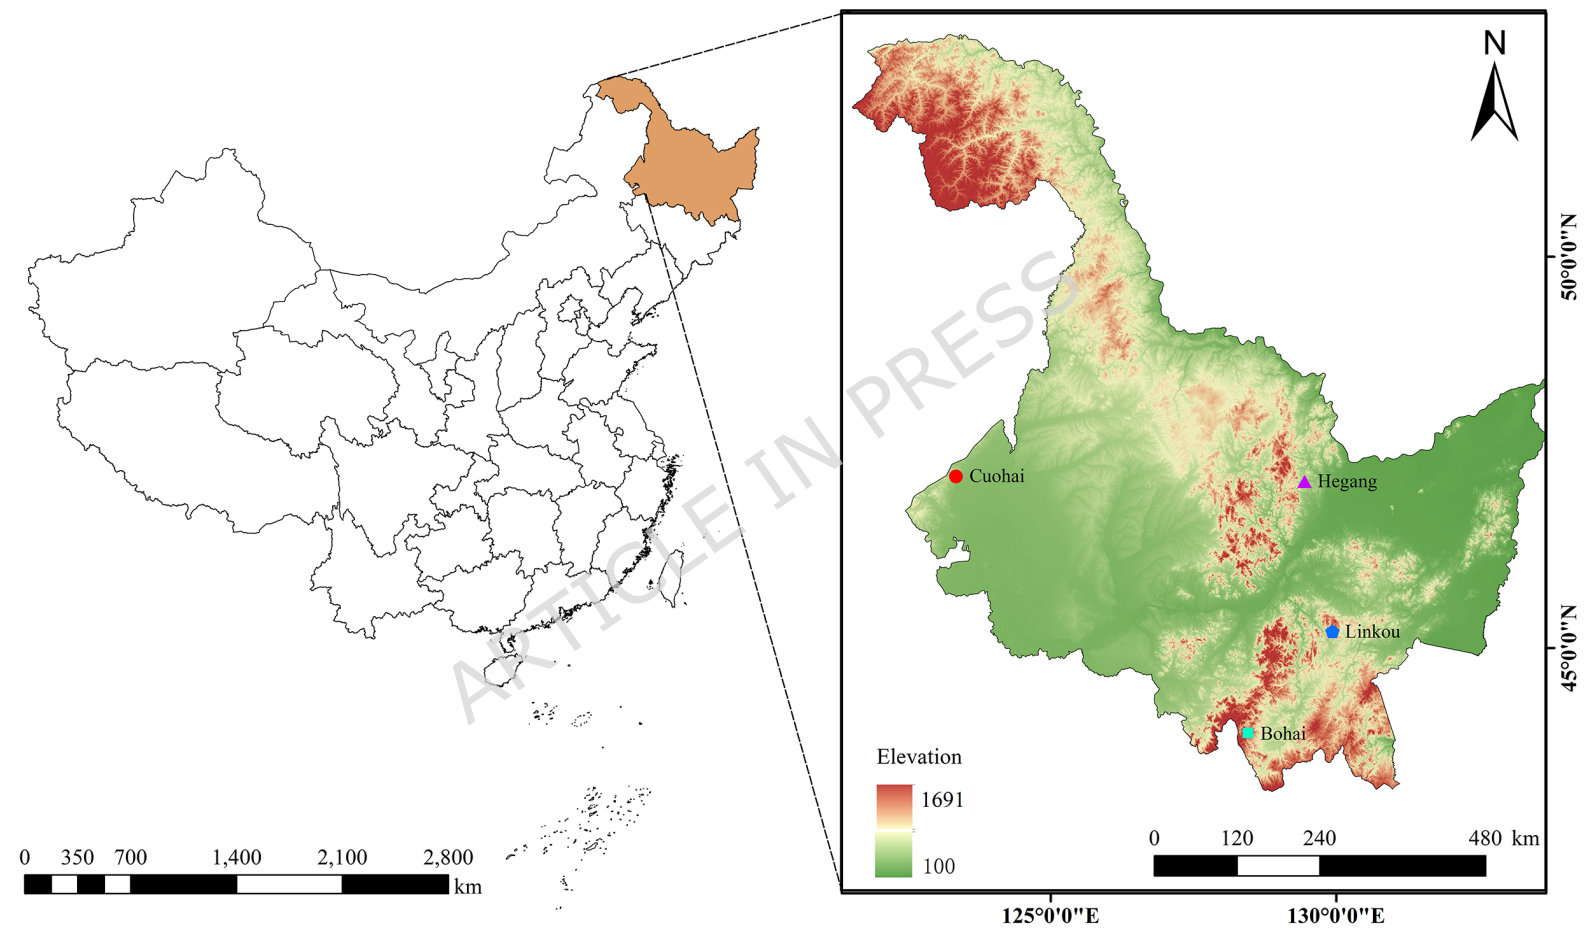 N
50°0'0"N
ARTICLE IN PRESS
Cuohai
Hegang
Linkou
45°0'0"N
Bohai
Elevation
1691
100
0 120 240 480 km
0 350 700 1,400 2,100 2,800
km
125°0'0"E 130°0'0"E